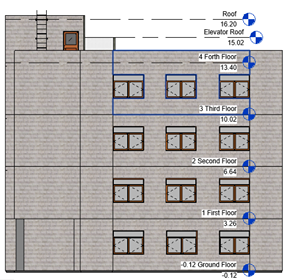 Roof
16.20
Elevator Roof
15.02
4 Forth Floor
13.40
3 Third Floor
10.02
2 Second Floor
6.64
1 First Floor
3.26
-0.12 Ground Floor
-0.12